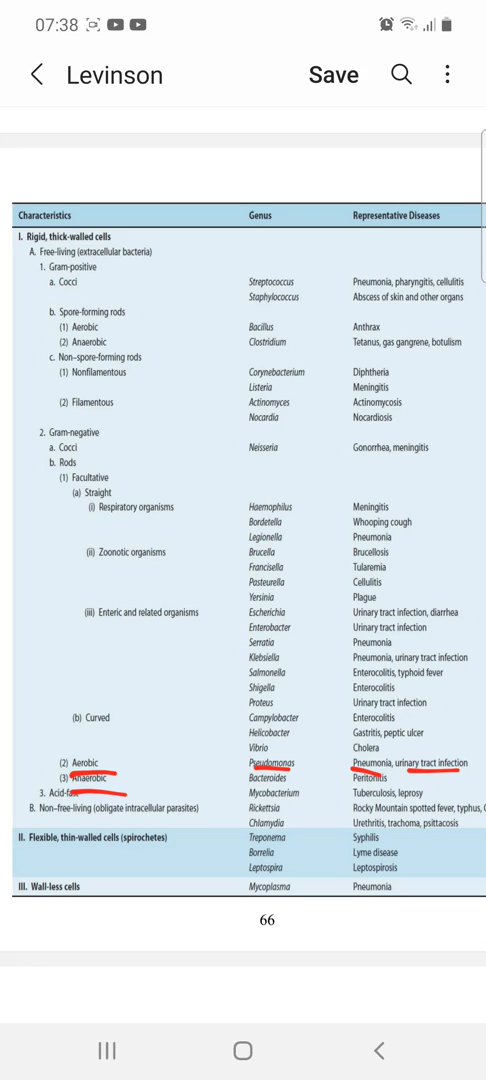 07:38
Levinson Save
Characteristics Genus Representative Diseases
I. Rigid, thick-walled cells
A. Free-living (extracellular bacteria)
1. Gram-positive
a. Cocci Streptococcus Pneumonia, pharyngitis, cellulitis
Staphylococcus Abscess of skin and other organs
b. Spore-forming rods
(1) Aerobic Bacillus Anthrax
(2) Anaerobic Clostridium Tetanus, gas gangrene, botulism
c. Non–spore-forming rods
(1) Nonfilamentous Corynebacterium Diphtheria
Listeria Meningitis
(2) Filamentous Actinomyces Actinomycosis
Nocardia Nocardiosis
2. Gram-negative
a. Cocci Neisseria Gonorrhea, meningitis
b. Rods
(1) Facultative
(a) Straight
(i) Respiratory organisms Haemophilus Meningitis
Bordetella Whooping cough
Legionella Pneumonia
(ii) Zoonotic organisms Brucella Brucellosis
Francisella Tularemia
Pasteurella Cellulitis
Yersinia Plague
(iii) Enteric and related organisms Escherichia Urinary tract infection, diarrhea
Enterobacter Urinary tract infection
Serratia Pneumonia
Klebsiella Pneumonia, urinary tract infection
Salmonella Enterocolitis, typhoid fever
Shigella Enterocolitis
Proteus Urinary tract infection
(b) Curved Campylobacter Enterocolitis
Helicobacter Gastritis, peptic ulcer
Vibrio Cholera
(2) Aerobic Pseudomonas Pneumonia, urinary tract infection
(3) Anaerobic Bacteroides Peritonitis
3. Acid-fast Mycobacterium Tuberculosis, leprosy
B. Non–free-living (obligate intracellular parasites) Rickettsia Rocky Mountain spotted fever, typhus,
Chlamydia Urethritis, trachoma, psittacosis
II. Flexible, thin-walled cells (spirochetes) Treponema Syphilis
Borrelia Lyme disease
Leptospira Leptospirosis
III. Wall-less cells Mycoplasma Pneumonia
66